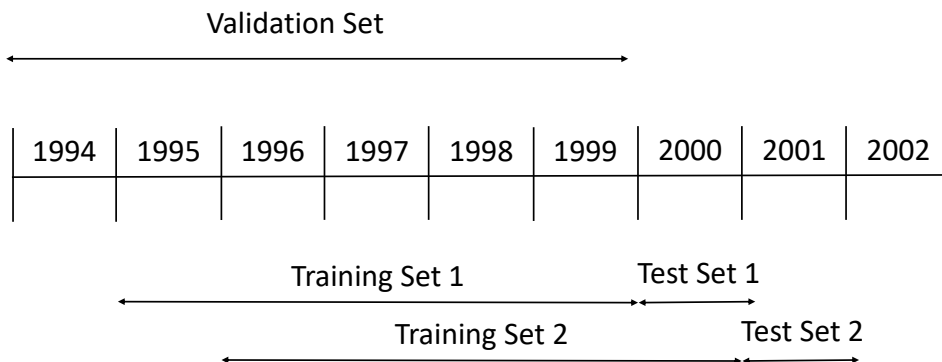 Validation Set
1994 1995 1996 1997 1998 1999 2000 2001 2002
Training Set 1 Test Set 1
Training Set 2 Test Set 2